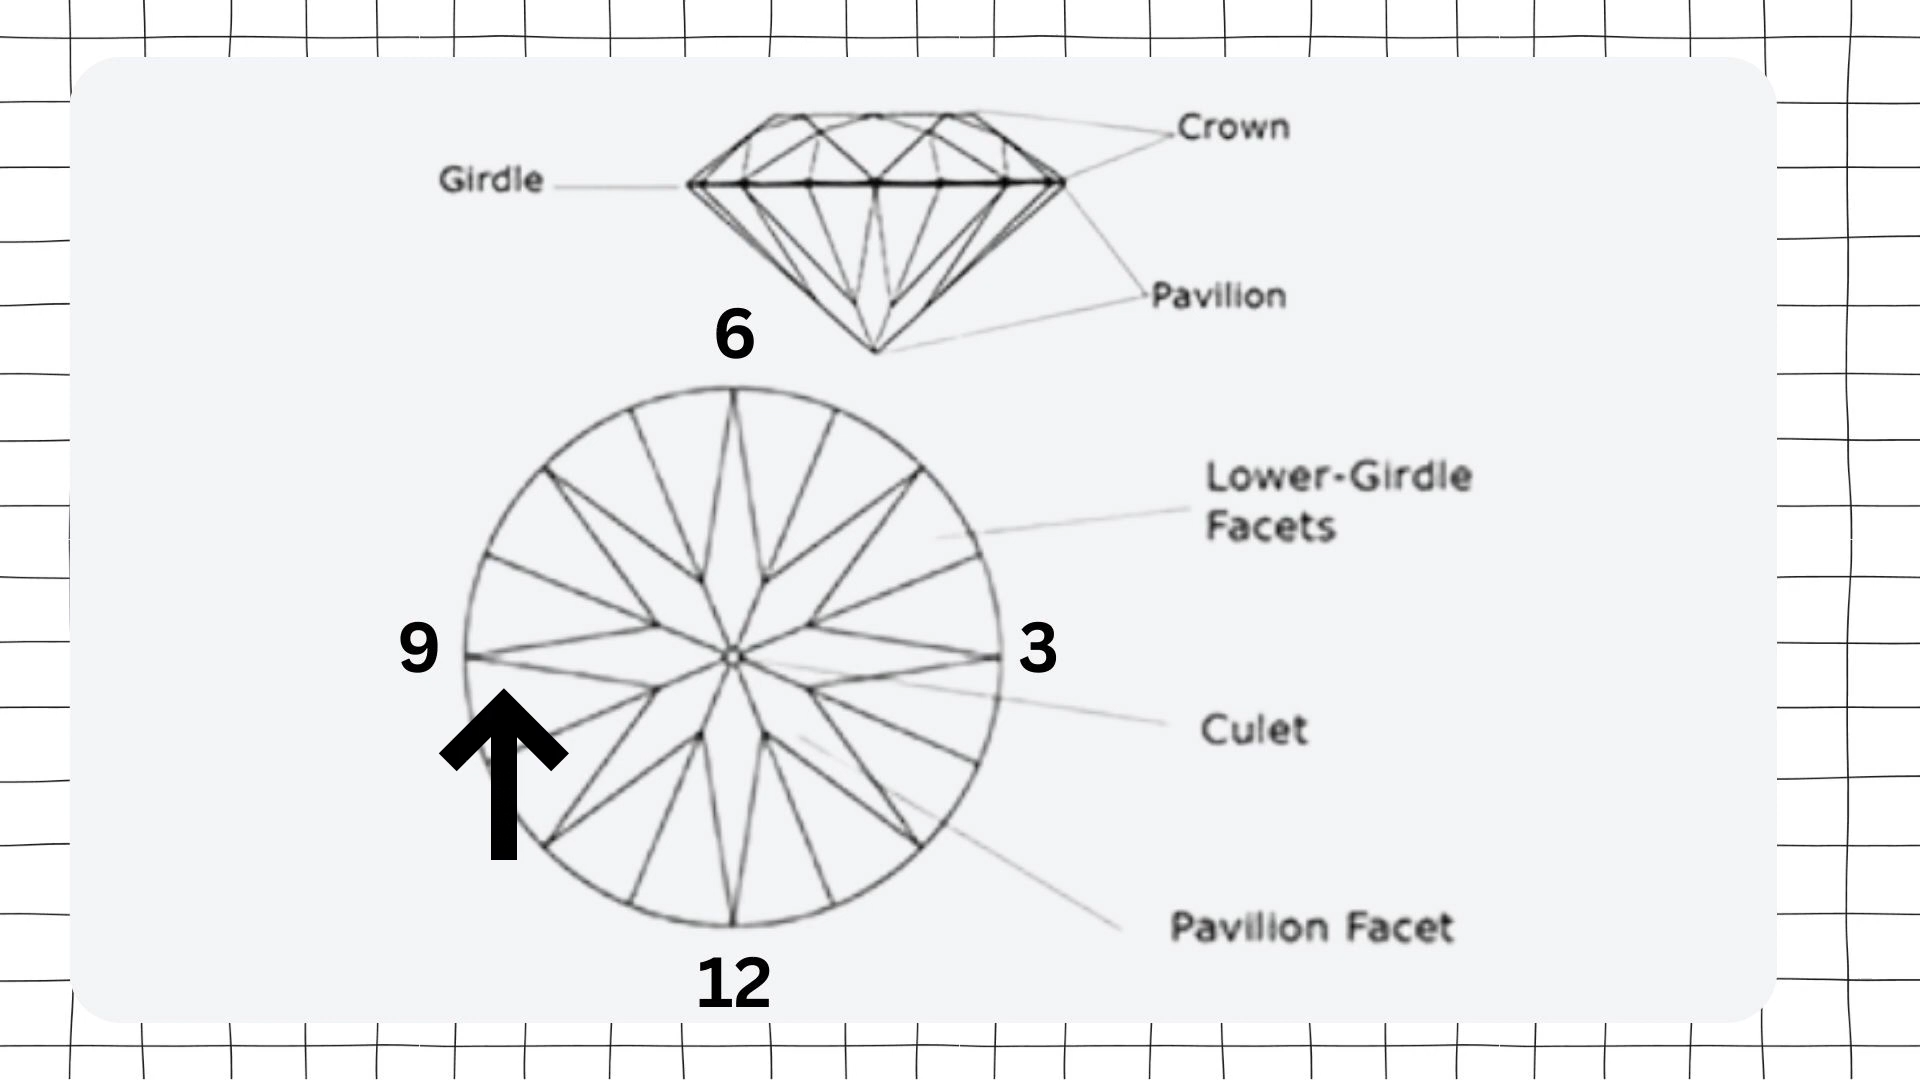 Crown
Girdle
Pavilion
6
Lower-Girdle
Facets
9
3
Culet
Pavilion Facet
12